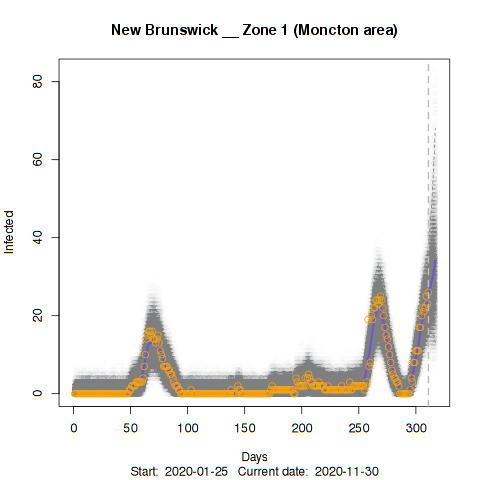 New Brunswick __ Zone 1 (Moncton area)
80
60
40
20
0
Infected
0 50 100 150 200 250 300
Days
Start: 2020-01-25 Current date: 2020-11-30